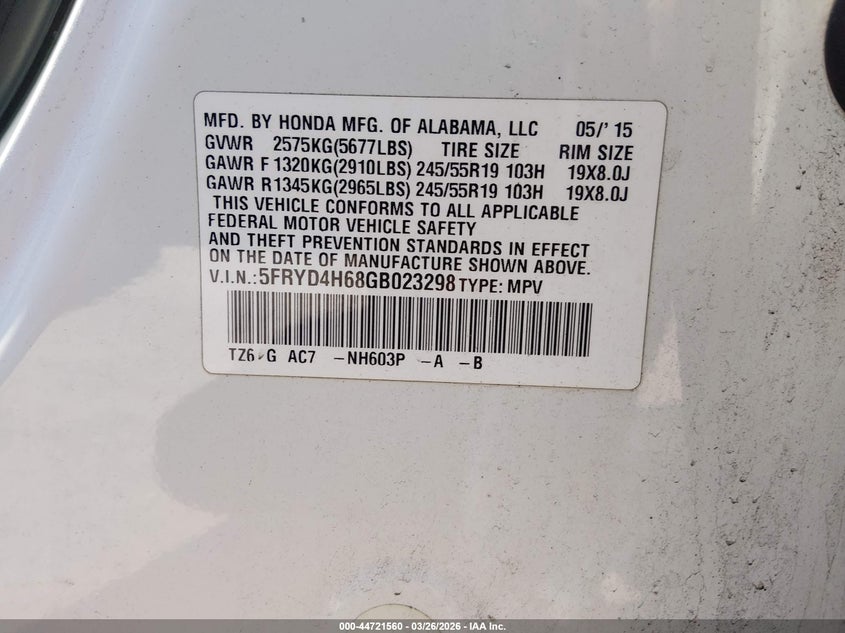 MFD. BY HONDA MFG. OF ALABAMA, LLC 05/' 15
GVWR 2575KG(5677LBS) TIRE SIZE RIM SIZE
GAWR F 1320KG(2910LBS) 245/55R19 103H 19X8.0J
GAWR R1345KG(2965LBS) 245/55R19 103H 19X8.0J
THIS VEHICLE CONFORMS TO ALL APPLICABLE
FEDERAL MOTOR VEHICLE SAFETY
AND THEFT PREVENTION STANDARDS IN EFFECT
ON THE DATE OF MANUFACTURE SHOWN ABOVE.
V.I.N.:5FRYD4H68GB023298 TYPE: MPV
TZ6-G AC7 -NH603P -A -B
000-44721560 - 03/26/2026 - IAA Inc.